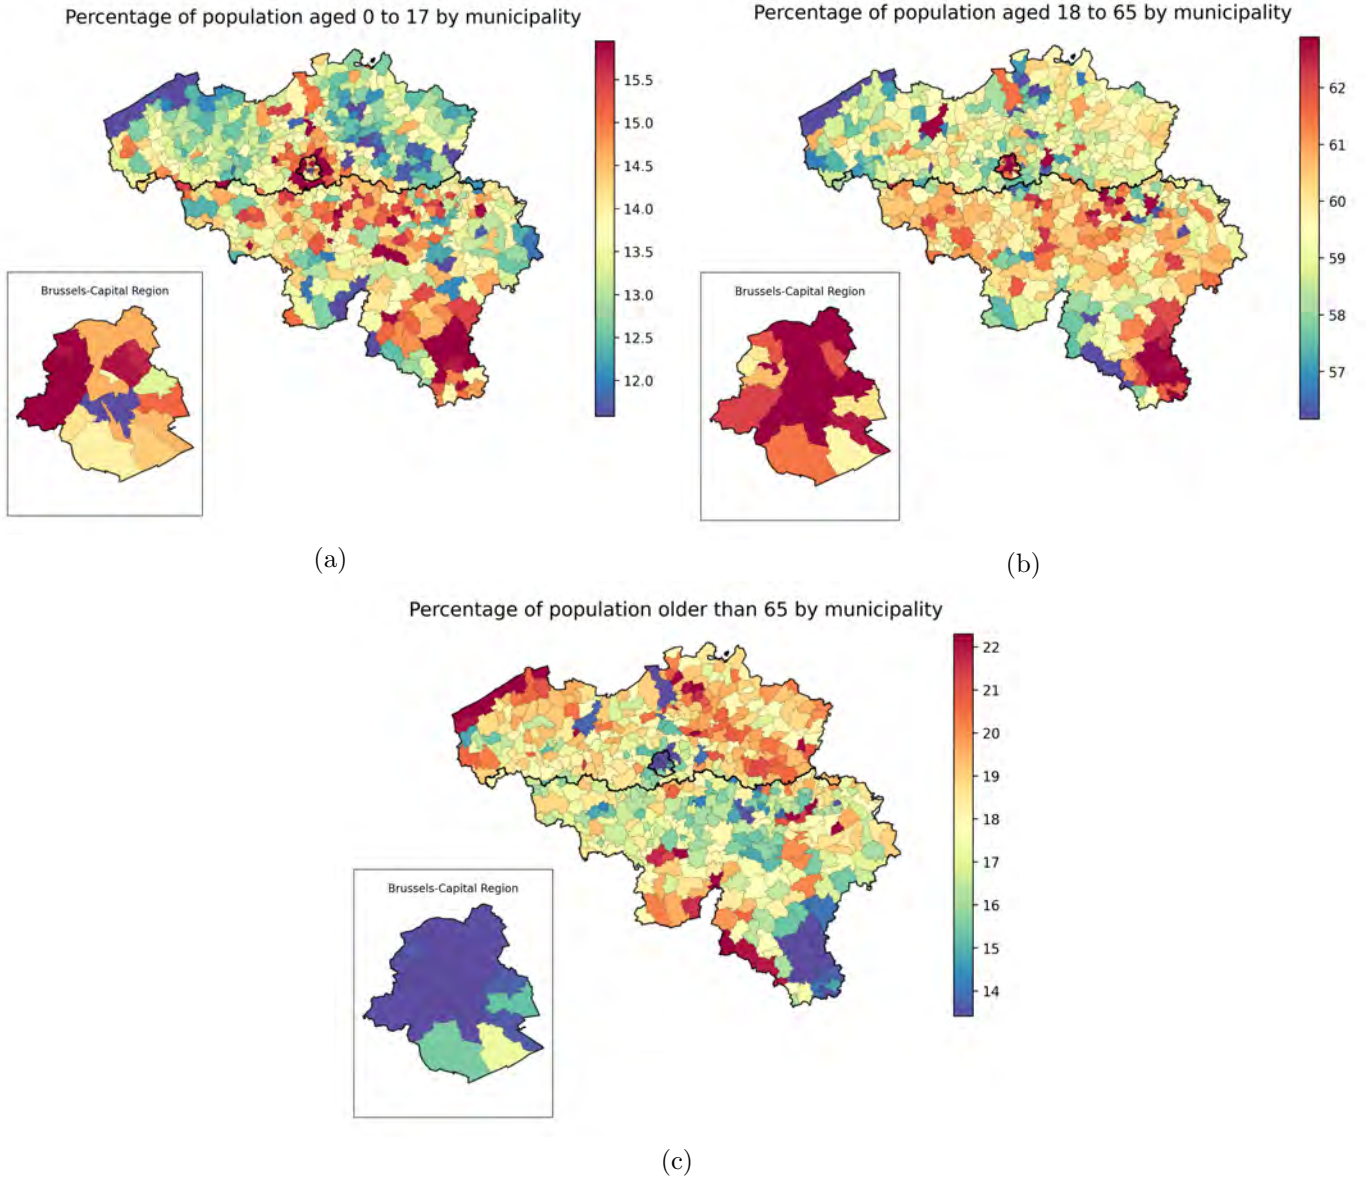 Percentage of population aged 0 to 17 by municipality
15.5
15.0
14.5
14.0
13.5
13.0
12.5
12.0
Brussels-Capital Region
(a)
Percentage of population aged 18 to 65 by municipality
62
61
60
59
58
57
Brussels-Capital Region
(b)
Percentage of population older than 65 by municipality
22
21
20
19
18
17
16
15
14
Brussels-Capital Region
(c)